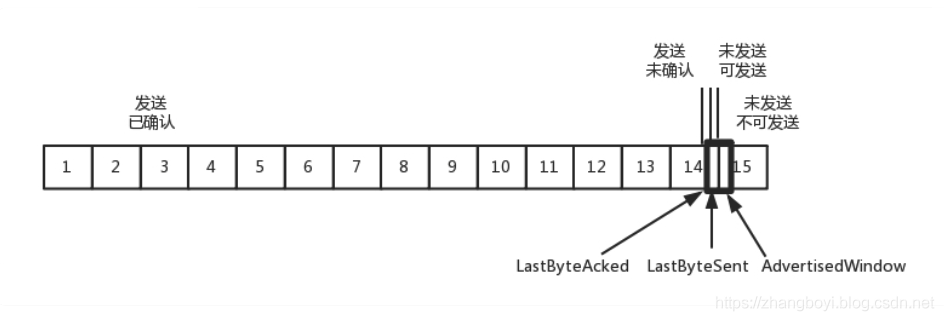 发送
未确认
未发送
可发送
发送
已确认
未发送
不可发送
1 2 3 4 5 6 7 8 9 10 11 12 13 14 15
LastByteAcked LastByteSent AdvertisedWindow
https://zhangboyi.blog.csdn.net